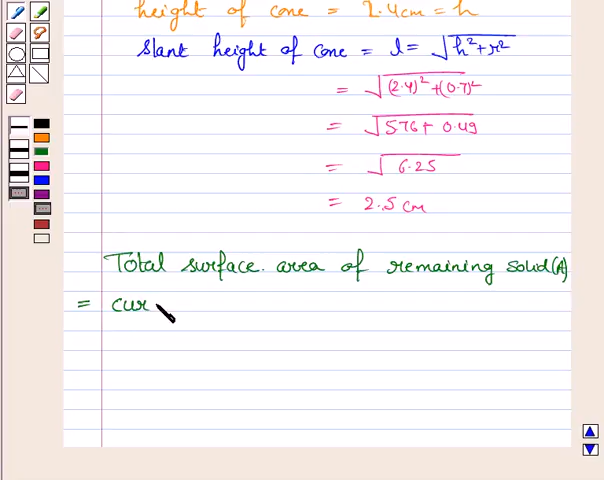 height of cone = 2.4cm = h
slant height of cone = l = √h²+r²
= √(2.4)²+(0.7)²
= √5.76+ 0.49
= √6.25
= 2.5 cm
Total surface area of remaining solid(A)
= cur